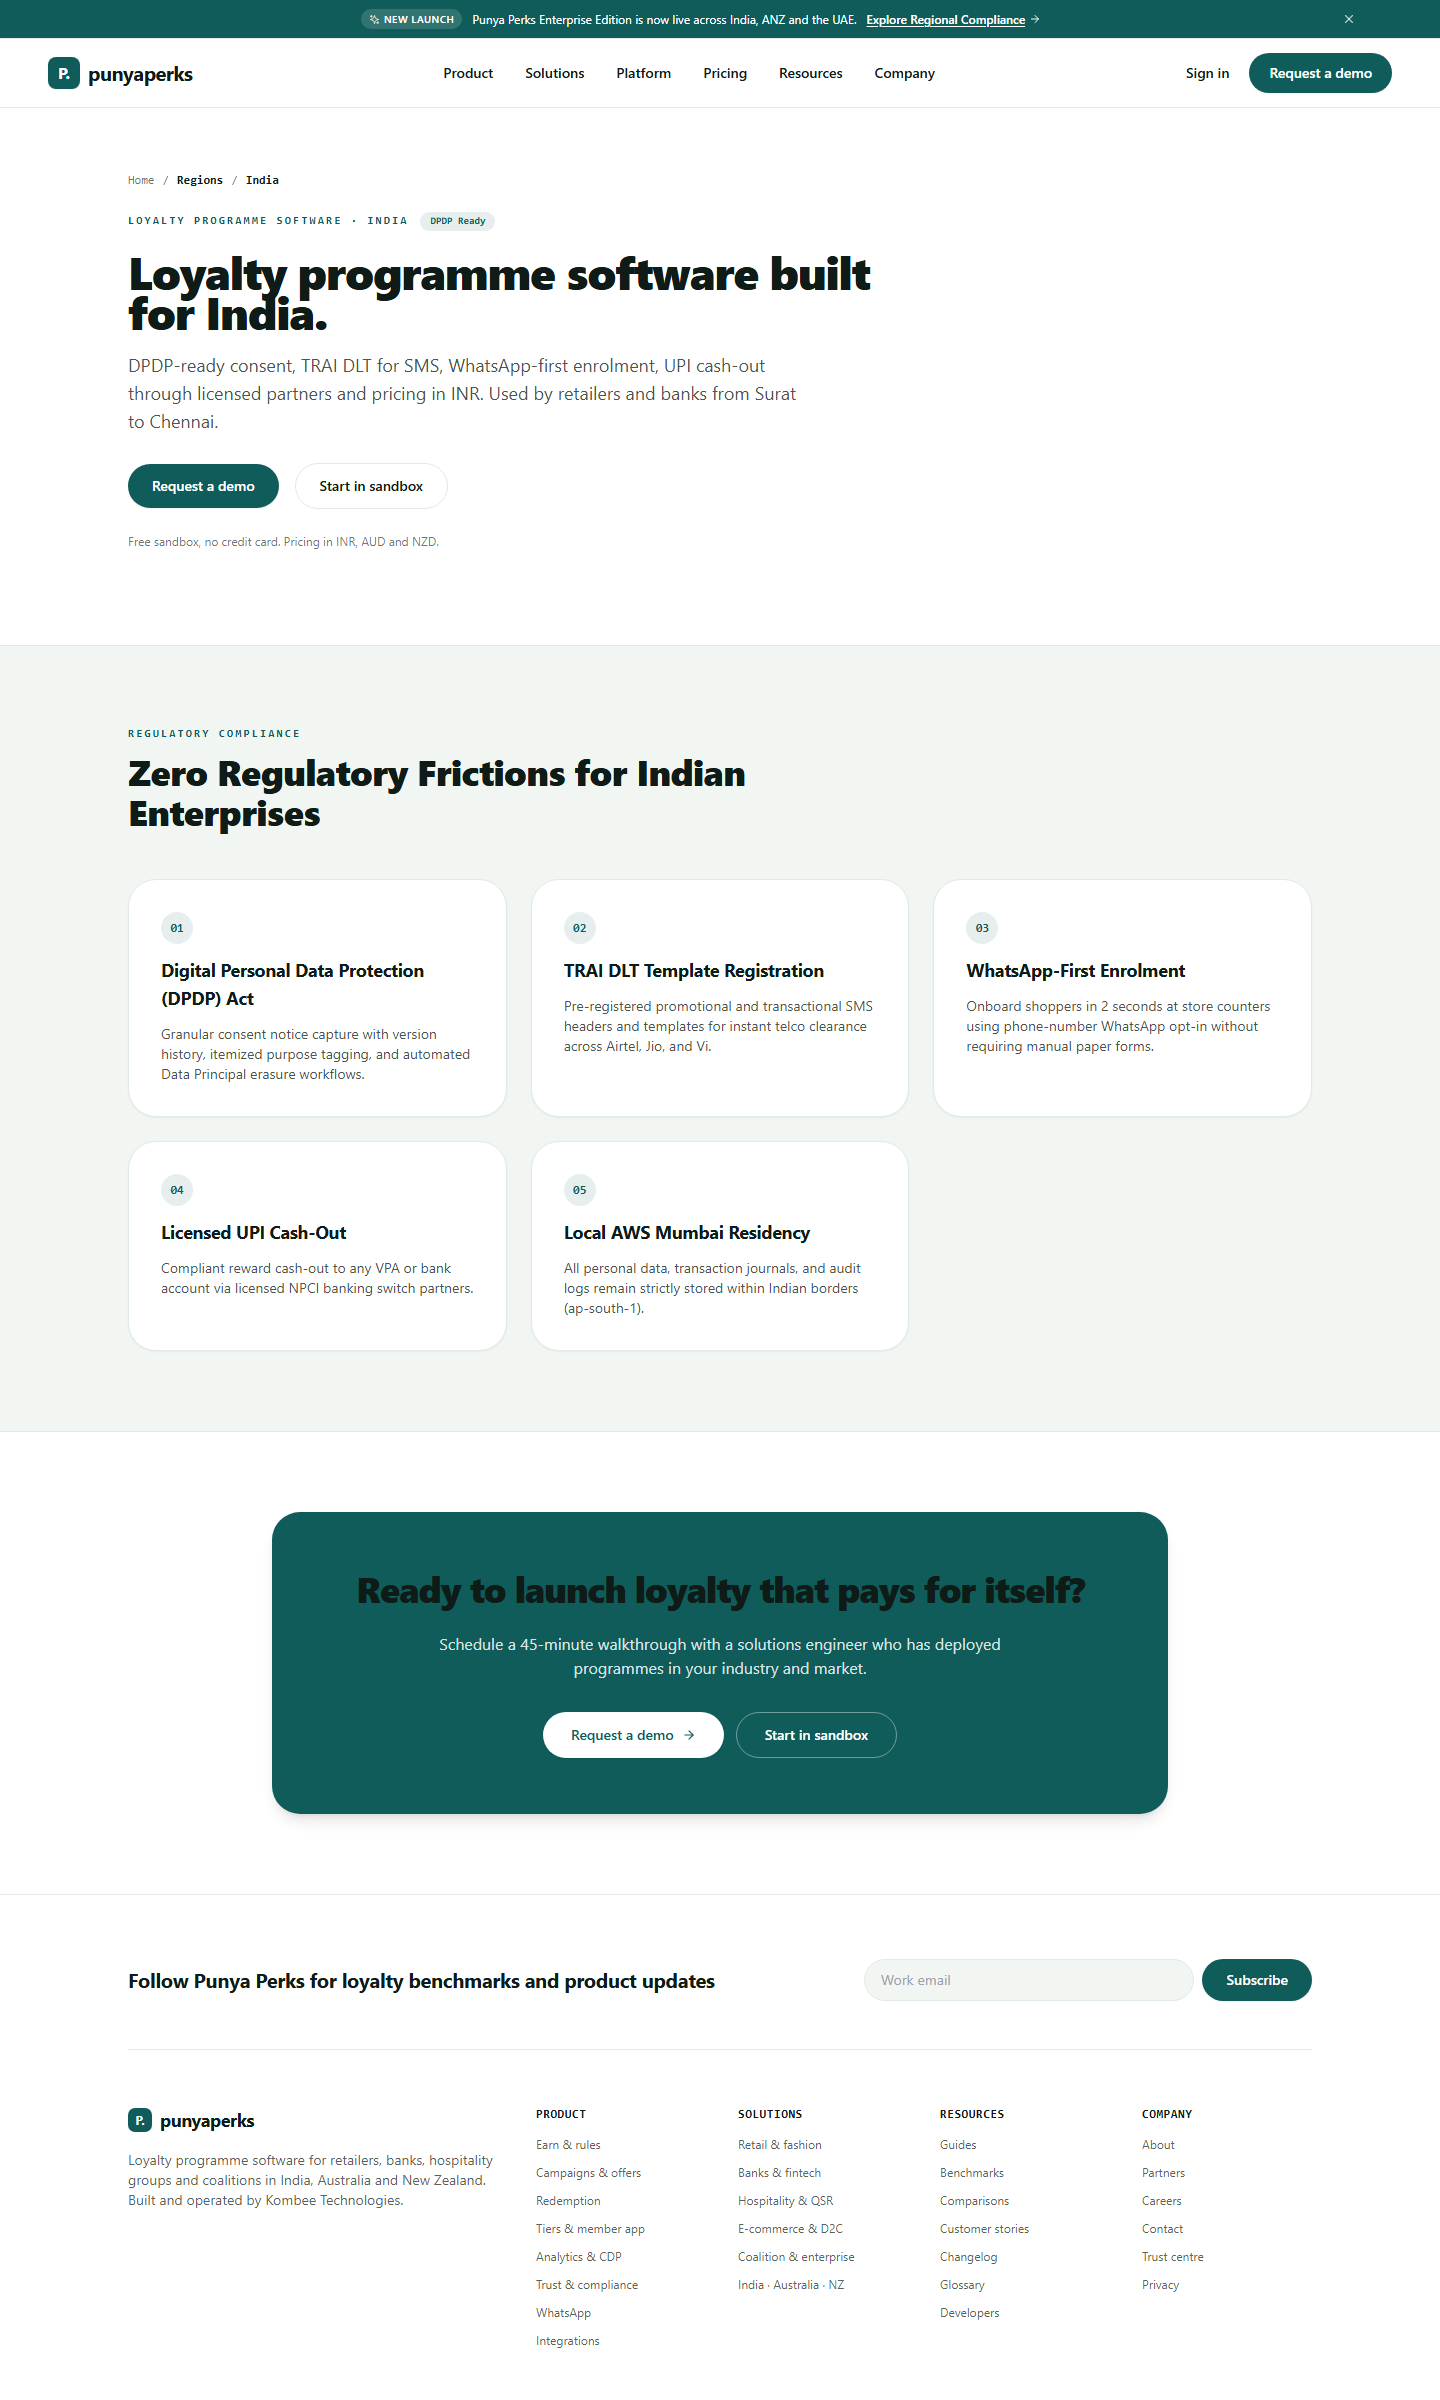 NEW LAUNCH Punya Perks Enterprise Edition is now live across India, ANZ and the UAE. Explore Regional Compliance → ×
P. punyaperks Product Solutions Platform Pricing Resources Company Sign in Request a demo
Home / Regions / India
LOYALTY PROGRAMME SOFTWARE · INDIA DPDP Ready
Loyalty programme software built
for India.
DPDP-ready consent, TRAI DLT for SMS, WhatsApp-first enrolment, UPI cash-out
through licensed partners and pricing in INR. Used by retailers and banks from Surat
to Chennai.
Request a demo Start in sandbox
Free sandbox, no credit card. Pricing in INR, AUD and NZD.
REGULATORY COMPLIANCE
Zero Regulatory Frictions for Indian
Enterprises
01
Digital Personal Data Protection
(DPDP) Act
Granular consent notice capture with version
history, itemized purpose tagging, and automated
Data Principal erasure workflows.
02
TRAI DLT Template Registration
Pre-registered promotional and transactional SMS
headers and templates for instant telco clearance
across Airtel, Jio, and Vi.
03
WhatsApp-First Enrolment
Onboard shoppers in 2 seconds at store counters
using phone-number WhatsApp opt-in without
requiring manual paper forms.
04
Licensed UPI Cash-Out
Compliant reward cash-out to any VPA or bank
account via licensed NPCI banking switch partners.
05
Local AWS Mumbai Residency
All personal data, transaction journals, and audit
logs remain strictly stored within Indian borders
(ap-south-1).
Ready to launch loyalty that pays for itself?
Schedule a 45-minute walkthrough with a solutions engineer who has deployed
programmes in your industry and market.
Request a demo → Start in sandbox
Follow Punya Perks for loyalty benchmarks and product updates
Work email Subscribe
P. punyaperks
Loyalty programme software for retailers, banks, hospitality
groups and coalitions in India, Australia and New Zealand.
Built and operated by Kombee Technologies.
PRODUCT
Earn & rules
Campaigns & offers
Redemption
Tiers & member app
Analytics & CDP
Trust & compliance
WhatsApp
Integrations
SOLUTIONS
Retail & fashion
Banks & fintech
Hospitality & QSR
E-commerce & D2C
Coalition & enterprise
India · Australia · NZ
RESOURCES
Guides
Benchmarks
Comparisons
Customer stories
Changelog
Glossary
Developers
COMPANY
About
Partners
Careers
Contact
Trust centre
Privacy